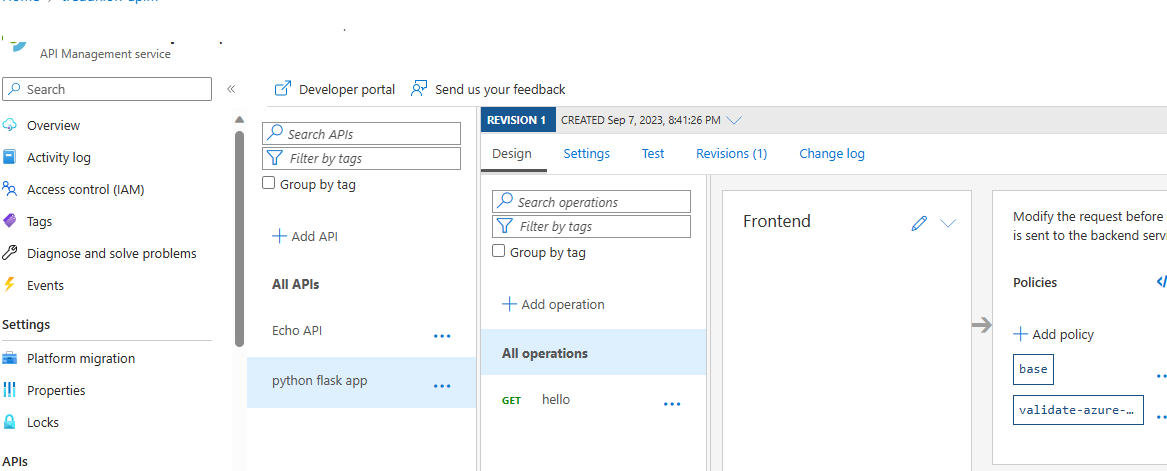 API Management service
Search
«
Developer portal
Send us your feedback
Overview
Activity log
Access control (IAM)
Tags
Diagnose and solve problems
Events
Settings
Platform migration
Properties
Locks
APIs
Search APIs
Filter by tags
Group by tag
Add API
All APIs
Echo API
...
python flask app
...
REVISION 1
CREATED Sep 7, 2023, 8:41:26 PM
Design
Settings
Test
Revisions (1)
Change log
Search operations
Filter by tags
Group by tag
Add operation
All operations
GET hello
...
Frontend
Modify the request before
is sent to the backend serv
Policies
</
Add policy
base
validate-azure-...